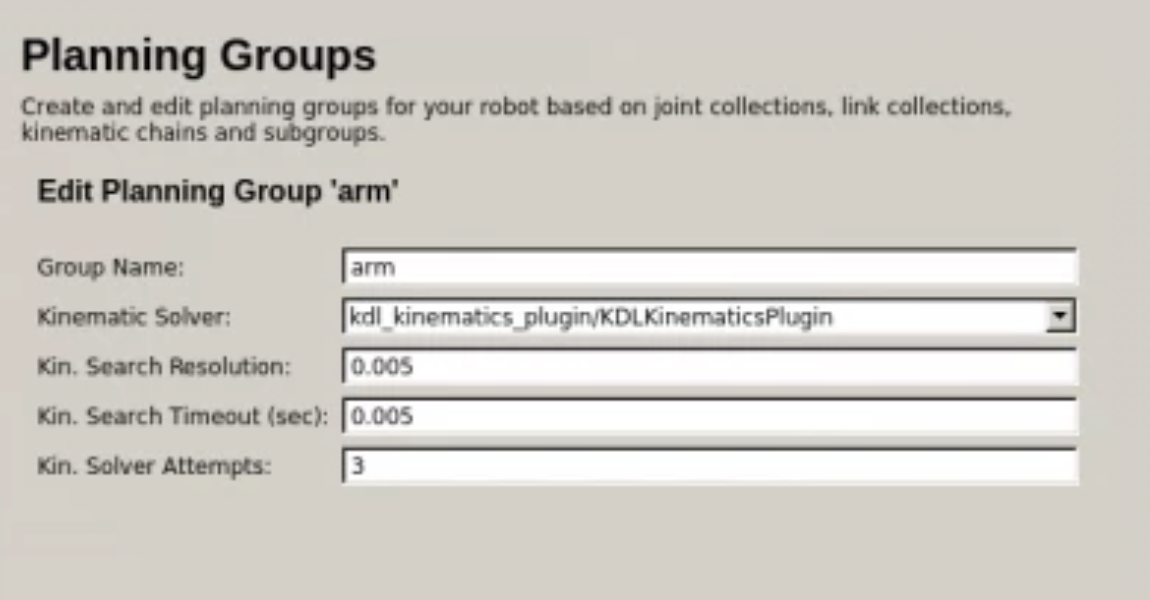 Planning Groups
Create and edit planning groups for your robot based on joint collections, link collections,
kinematic chains and subgroups.
Edit Planning Group 'arm'
Group Name: arm
Kinematic Solver: kdl_kinematics_plugin/KDLKinematicsPlugin
Kin. Search Resolution: 0.005
Kin. Search Timeout (sec): 0.005
Kin. Solver Attempts: 3